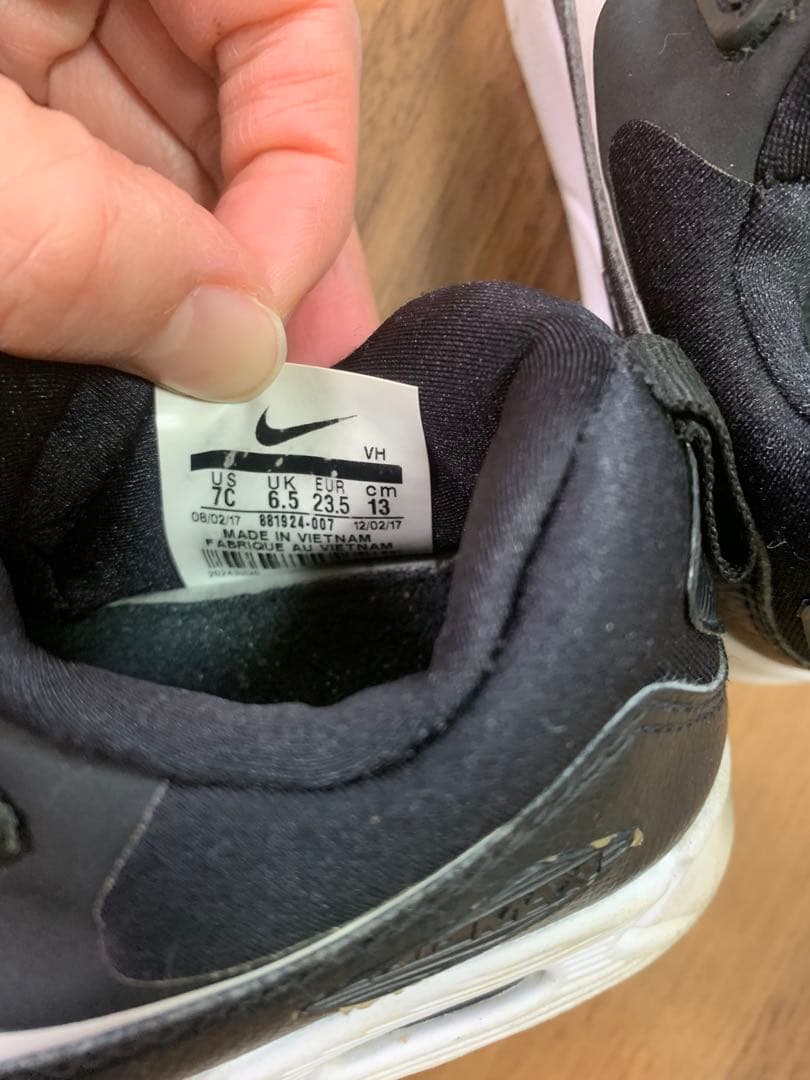 VH
US UK EUR cm
7C 6.5 23.5 13
08/02/17 881924-007 12/02/17
MADE IN VIETNAM
FABRIQUE AU VIETNAM